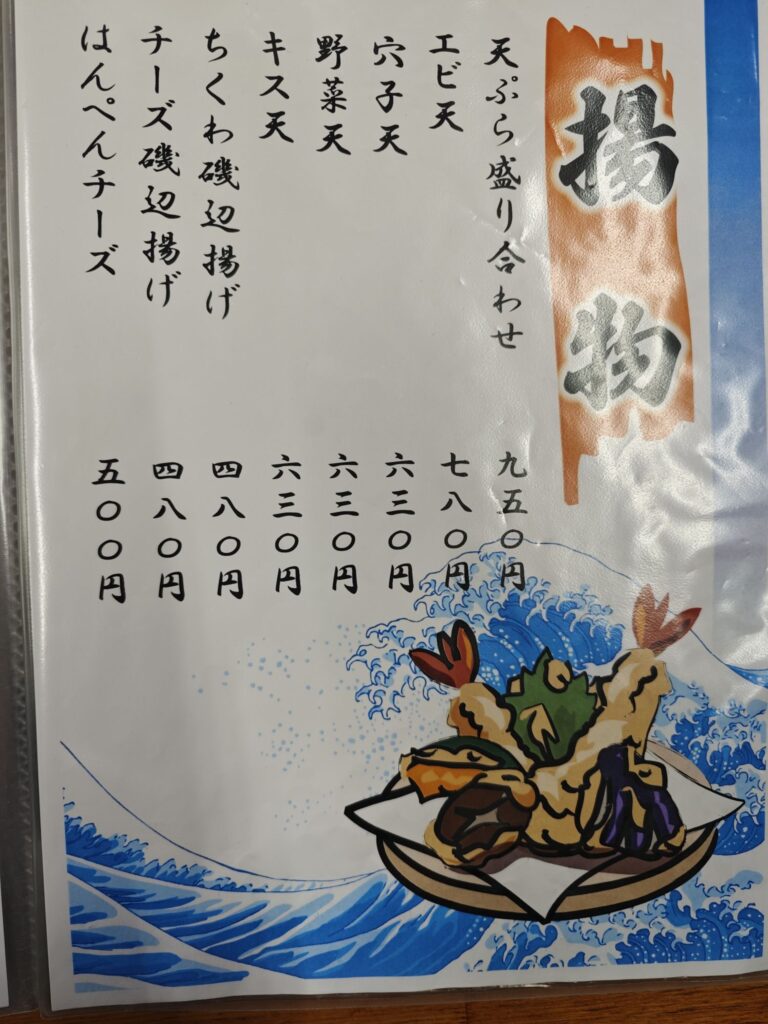 揚物
天ぷら盛り合わせ 九五〇円
エビ天 七八〇円
穴子天 六三〇円
野菜天 六三〇円
キス天 六三〇円
ちくわ磯辺揚げ 四八〇円
チーズ磯辺揚げ 四八〇円
はんぺんチーズ 五〇〇円